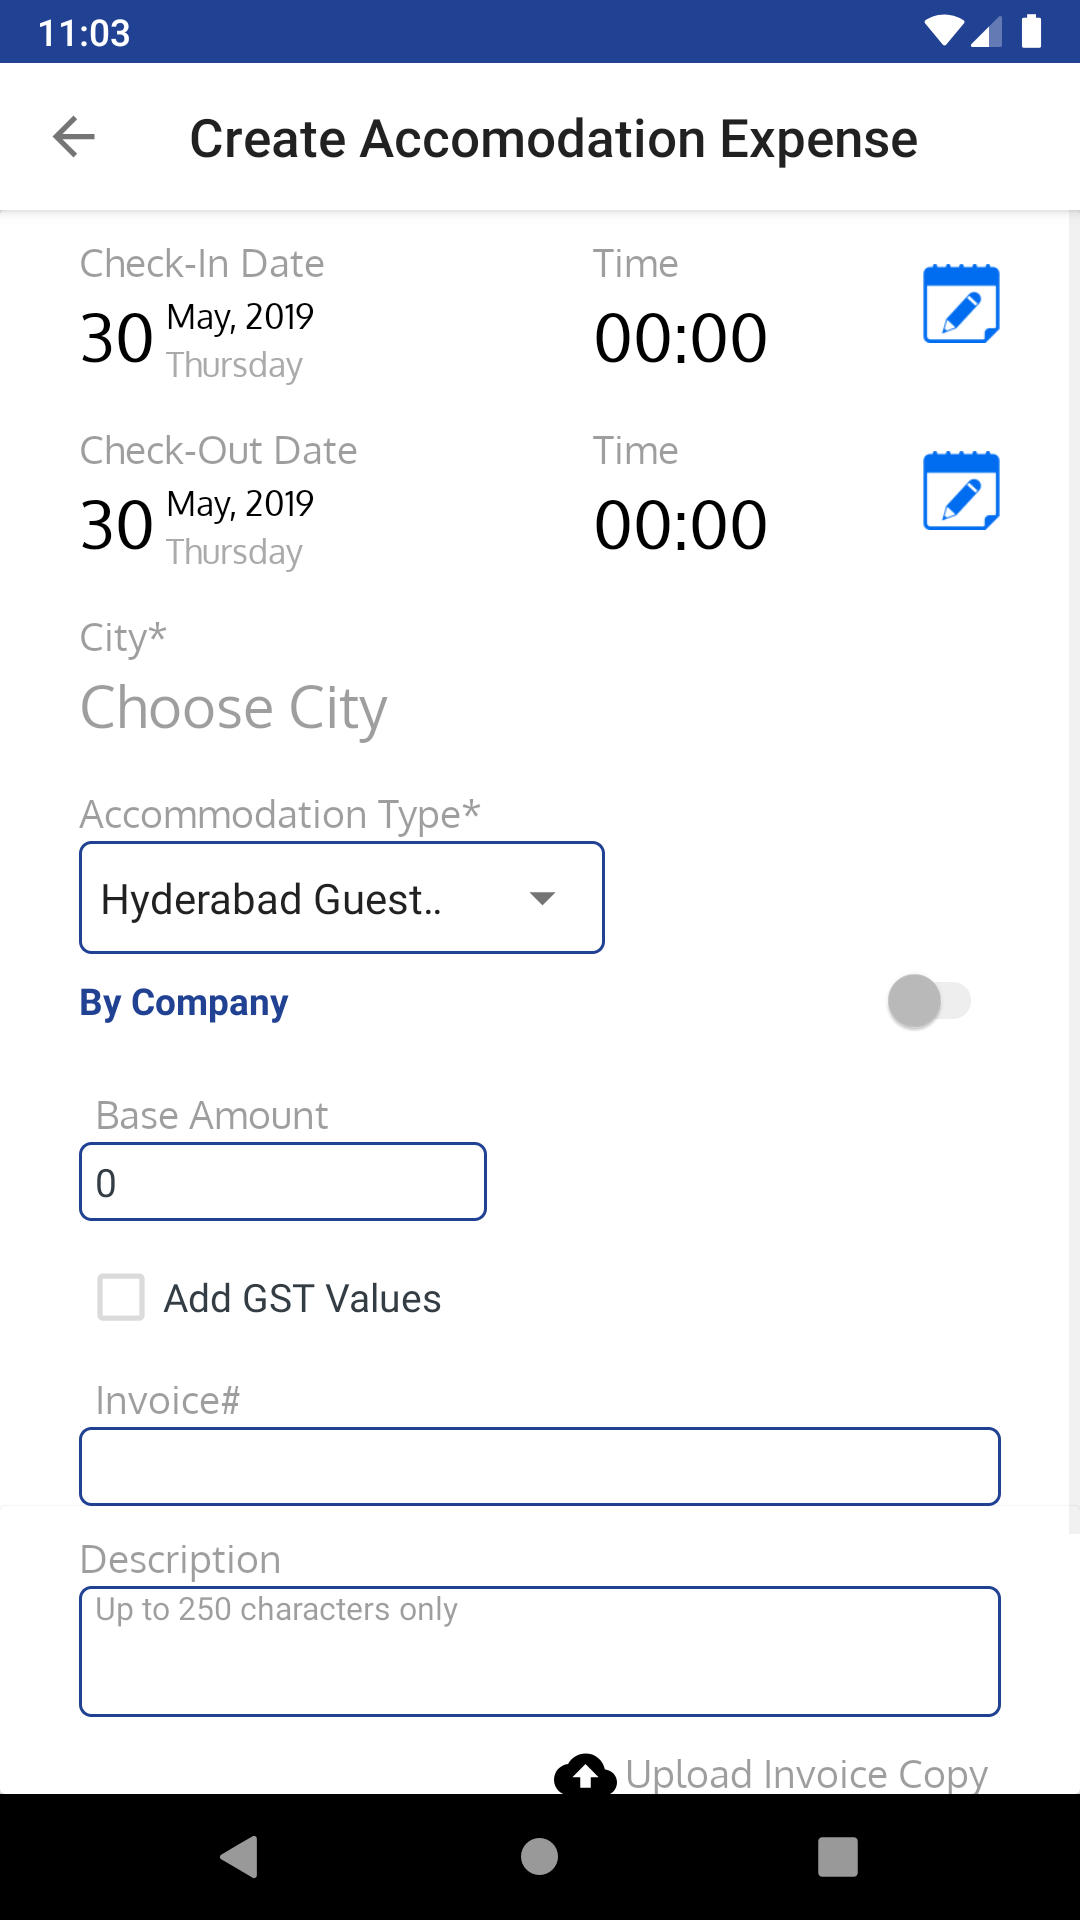 11:03
Create Accomodation Expense
Check-In Date Time
30 May, 2019 00:00
Thursday
Check-Out Date Time
30 May, 2019 00:00
Thursday
City*
Choose City
Accommodation Type*
Hyderabad Guest..
By Company
Base Amount
0
Add GST Values
Invoice#
Description
Up to 250 characters only
Upload Invoice Copy